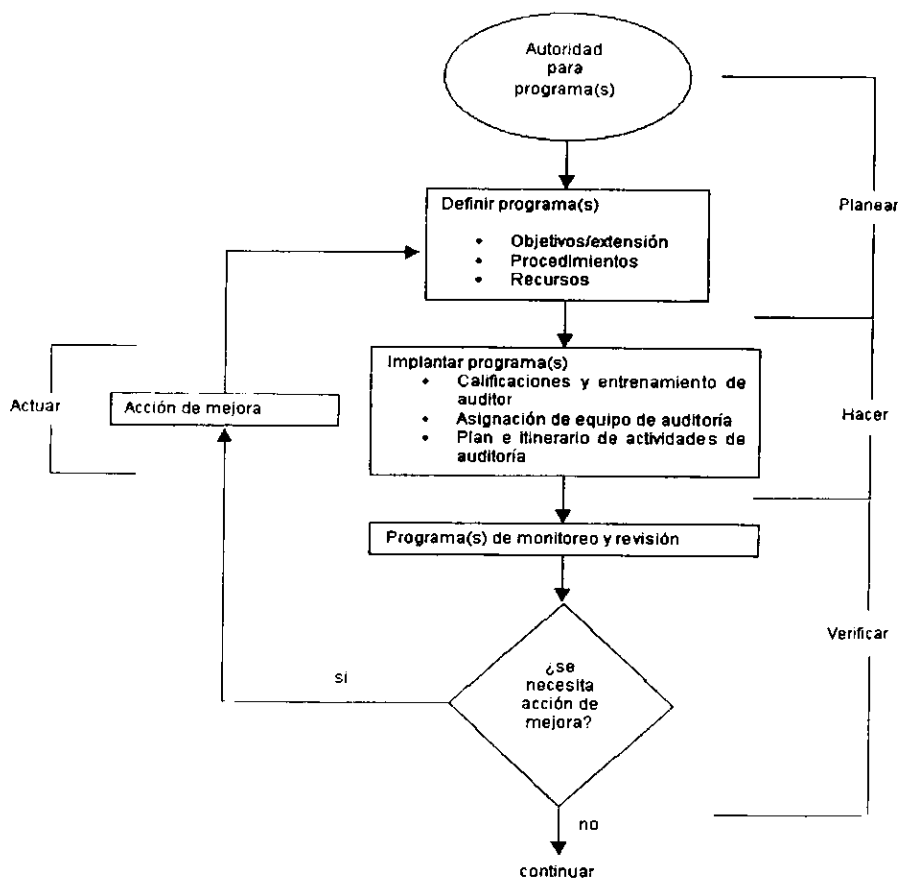 Autoridad
para
programa(s)
Definir programa(s)
• Objetivos/extensión
• Procedimientos
• Recursos
Planear
Implantar programa(s)
• Calificaciones y entrenamiento de
auditor
• Asignación de equipo de auditoría
• Plan e itinerario de actividades de
auditoría
Actuar
Acción de mejora
Hacer
Programa(s) de monitoreo y revisión
Verificar
¿se
necesita
acción de
mejora?
sí
no
continuar